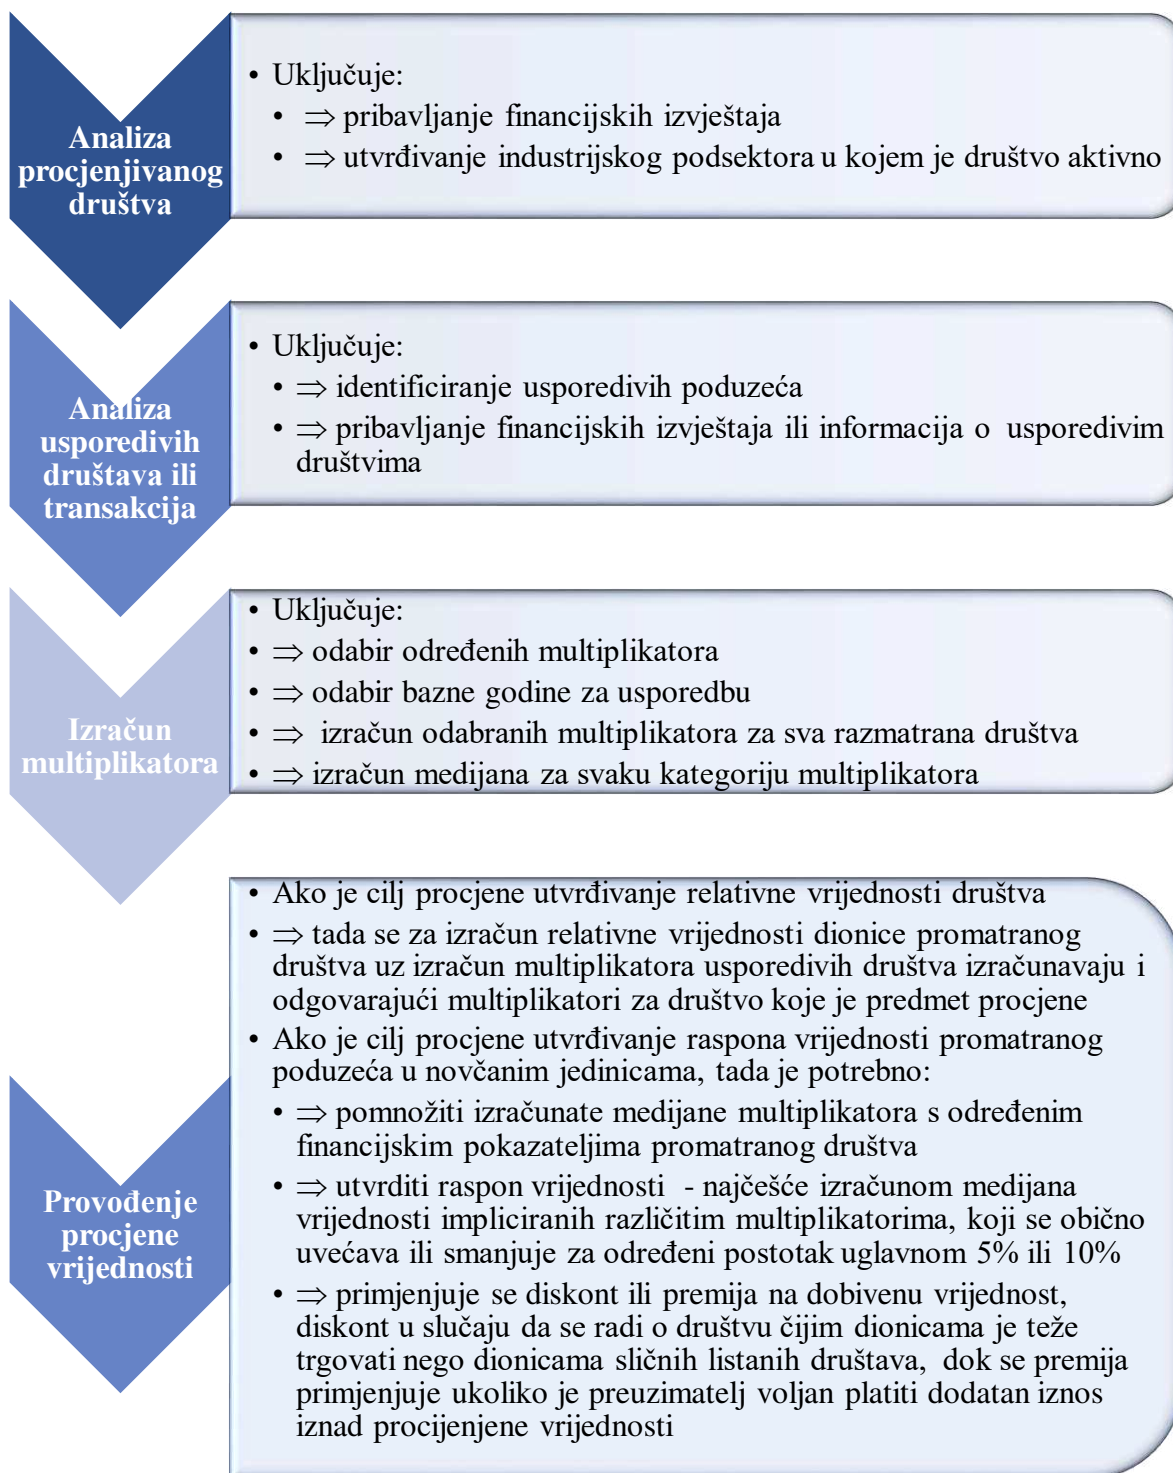 Analiza
procjenjivanog
društva
• Uključuje:
• ⇒ pribavljanje financijskih izvještaja
• ⇒ utvrđivanje industrijskog podsektora u kojem je društvo aktivno
Analiza
usporedivih
društava ili
transakcija
• Uključuje:
• ⇒ identificiranje usporedivih poduzeća
• ⇒ pribavljanje financijskih izvještaja ili informacija o usporedivim
društvima
Izračun
multiplikatora
• Uključuje:
• ⇒ odabir određenih multiplikatora
• ⇒ odabir bazne godine za usporedbu
• ⇒ izračun odabranih multiplikatora za sva razmatrana društva
• ⇒ izračun medijana za svaku kategoriju multiplikatora
Provođenje
procjene
vrijednosti
• Ako je cilj procjene utvrđivanje relativne vrijednosti društva
• ⇒ tada se za izračun relativne vrijednosti dionice promatranog
društva uz izračun multiplikatora usporedivih društva izračunavaju i
odgovarajući multiplikatori za društvo koje je predmet procjene
• Ako je cilj procjene utvrđivanje raspona vrijednosti promatranog
poduzeća u novčanim jedinicama, tada je potrebno:
• ⇒ pomnožiti izračunate medijane multiplikatora s određenim
financijskim pokazateljima promatranog društva
• ⇒ utvrditi raspon vrijednosti - najčešće izračunom medijana
vrijednosti impliciranih različitim multiplikatorima, koji se obično
uvećava ili smanjuje za određeni postotak uglavnom 5% ili 10%
• ⇒ primjenjuje se diskont ili premija na dobivenu vrijednost,
diskont u slučaju da se radi o društvu čijim dionicama je teže
trgovati nego dionicama sličnih listanih društava, dok se premija
primjenjuje ukoliko je preuzimatelj voljan platiti dodatan iznos
iznad procijenjene vrijednosti